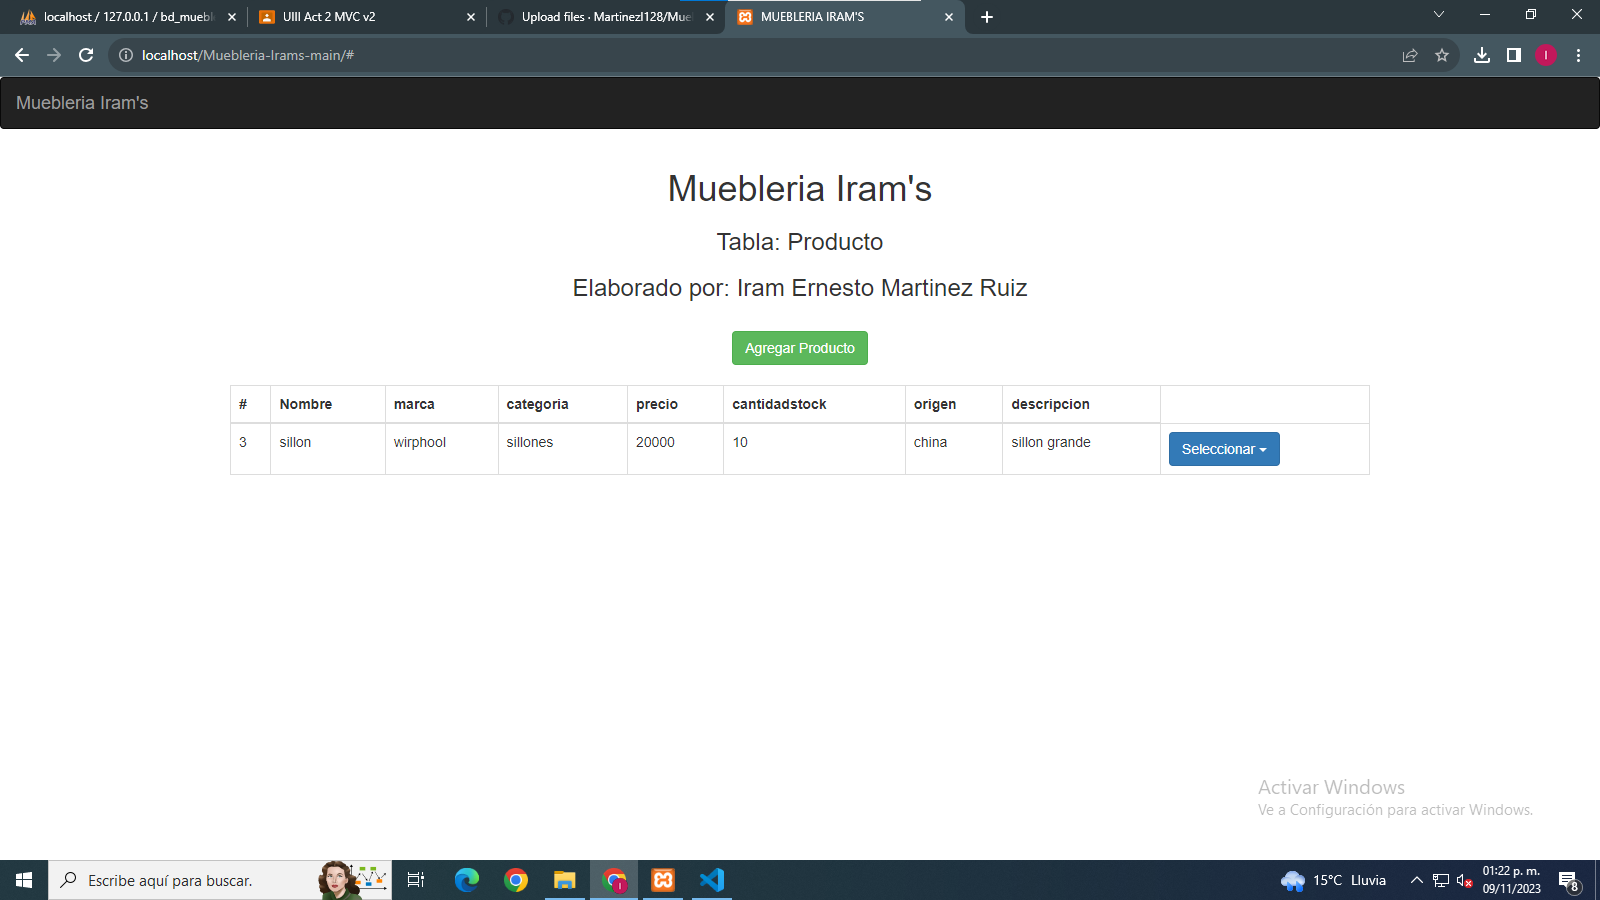 localhost / 127.0.0.1 / bd_muebl
UIII Act 2 MVC v2
Upload files · MartinezI128/Mue
MUEBLERIA IRAM'S
localhost/Muebleria-Irams-main/#
I
Muebleria Iram's
Muebleria Iram's
Tabla: Producto
Elaborado por: Iram Ernesto Martinez Ruiz
Agregar Producto
# Nombre marca categoria precio cantidadstock origen descripcion
3 sillon wirphool sillones 20000 10 china sillon grande Seleccionar
Activar Windows
Ve a Configuración para activar Windows.
Escribe aquí para buscar.
15°C Lluvia
01:22 p. m.
09/11/2023
8